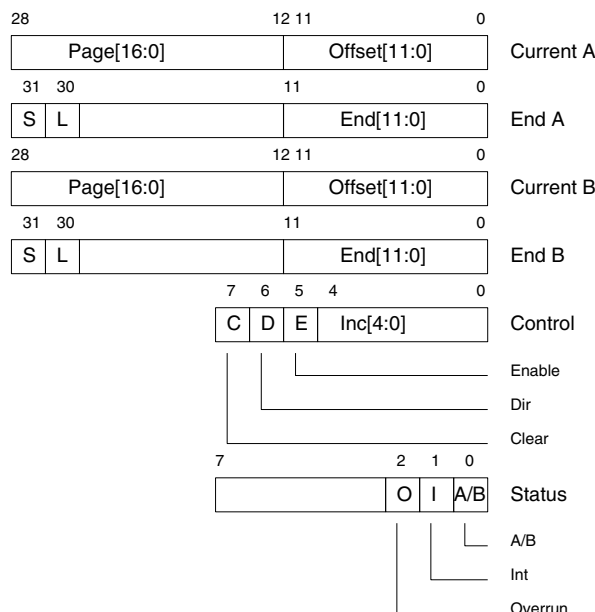 28 12 11 0
Page[16:0] Offset[11:0] Current A
31 30 11 0
S L End[11:0] End A
28 12 11 0
Page[16:0] Offset[11:0] Current B
31 30 11 0
S L End[11:0] End B
7 6 5 4 0
C D E Inc[4:0] Control
Enable
Dir
Clear
7 2 1 0
O I A/B Status
A/B
Int
Overrun